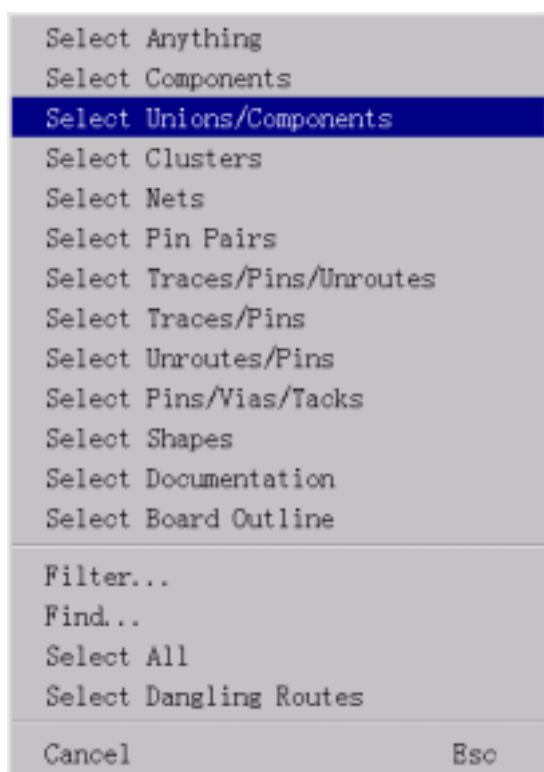 Select Anything
Select Components
Select Unions/Components
Select Clusters
Select Nets
Select Pin Pairs
Select Traces/Pins/Unroutes
Select Traces/Pins
Select Unroutes/Pins
Select Pins/Vias/Tacks
Select Shapes
Select Documentation
Select Board Outline
Filter...
Find...
Select All
Select Dangling Routes
Cancel Esc